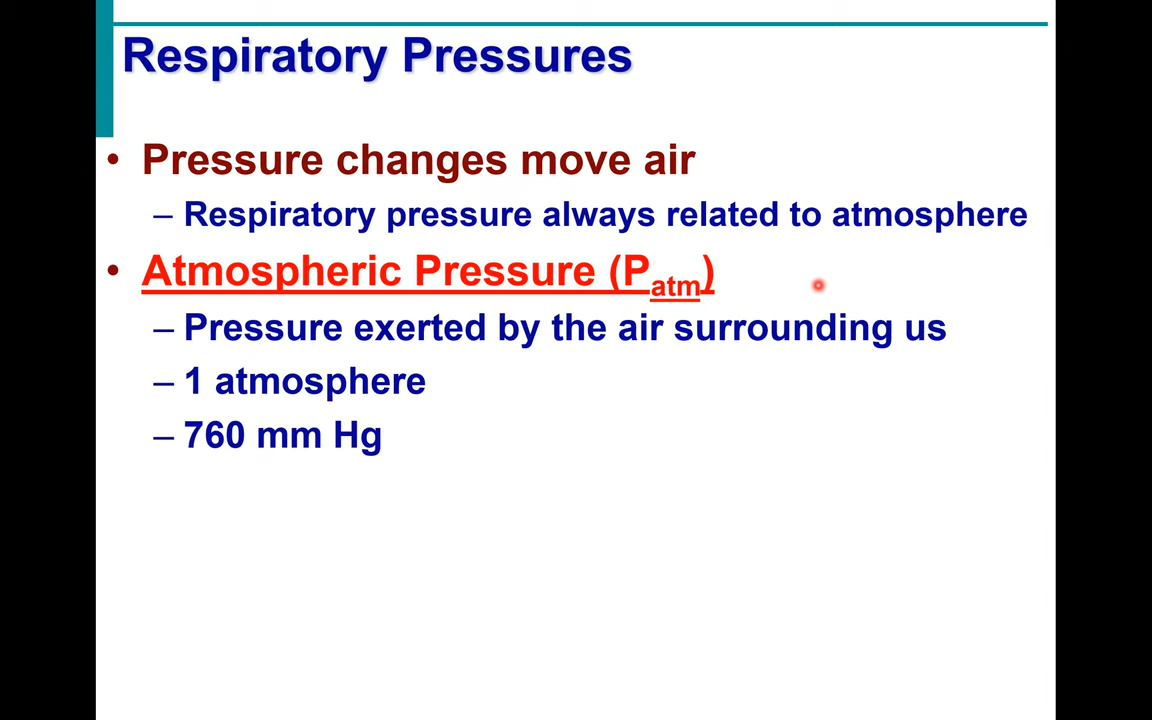 Respiratory Pressures
• Pressure changes move air
– Respiratory pressure always related to atmosphere
• Atmospheric Pressure (Patm)
– Pressure exerted by the air surrounding us
– 1 atmosphere
– 760 mm Hg